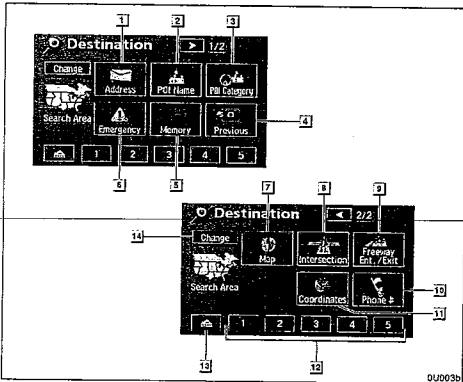 1 2 3
Destination 1/2
Change
Address POI Name POI Category
4
Search Area
Emergency Memory Previous
1 2 3 4 5
6 5
7 8 9
Destination 2/2
14
Change
Map Intersection Freeway Ent./Exit
Search Area
10
Coordinates Phone #
11
1 2 3 4 5
13 12
0U003b